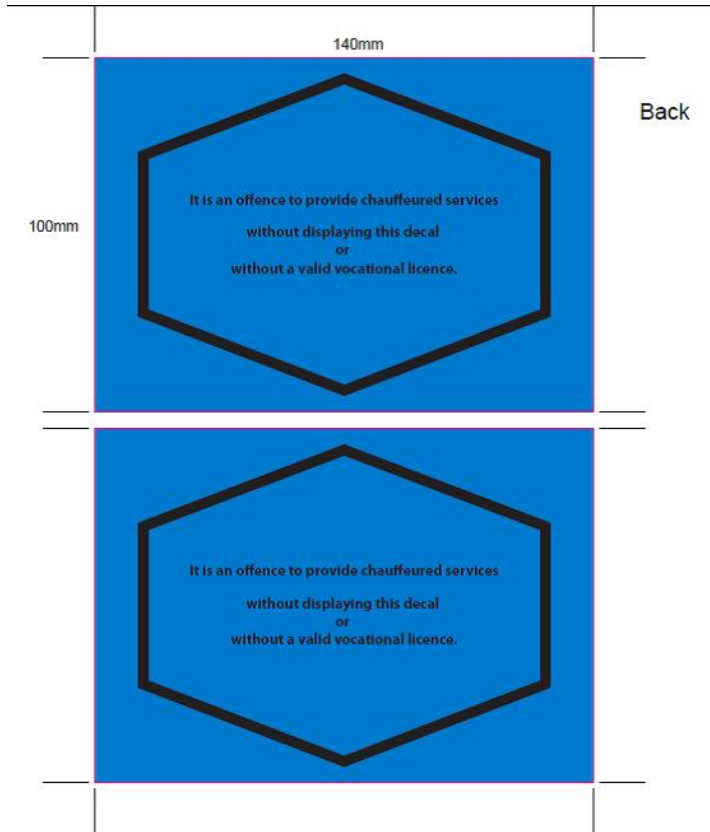 140mm
Back
It is an offence to provide chauffeured services
100mm
without displaying this decal
or
without a valid vocational licence.
It is an offence to provide chauffeured services
without displaying this decal
or
without a valid vocational licence.